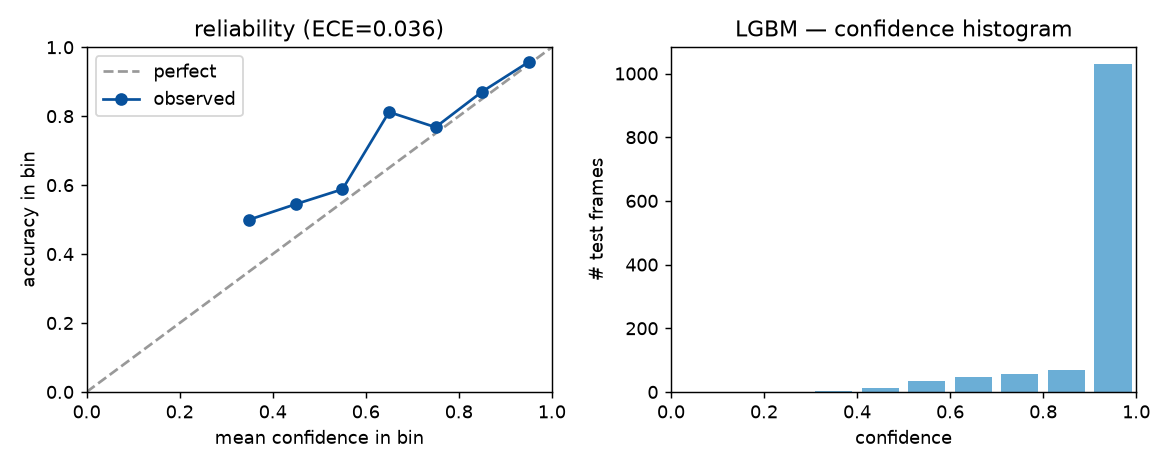 reliability (ECE=0.036)
1.0
0.8
0.6
0.4
0.2
0.0
accuracy in bin
perfect
observed
0.0 0.2 0.4 0.6 0.8 1.0
mean confidence in bin
LGBM — confidence histogram
1000
800
600
400
200
0
# test frames
0.0 0.2 0.4 0.6 0.8 1.0
confidence